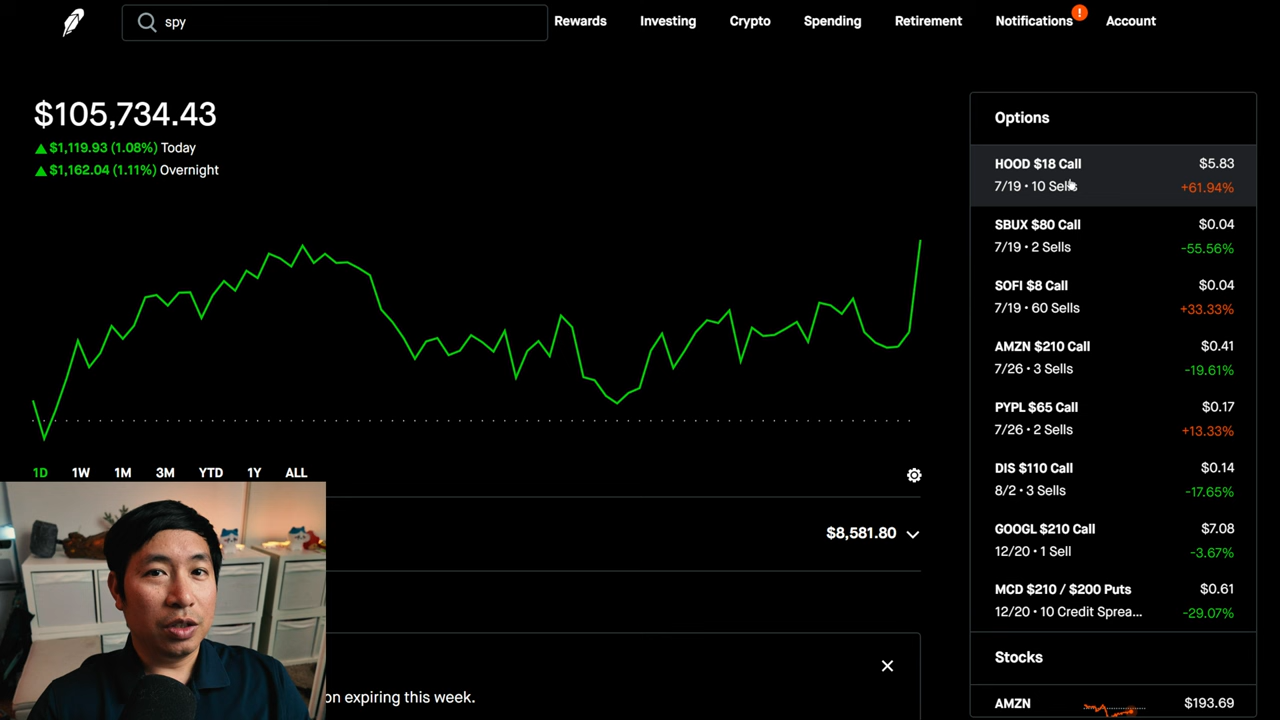 spy
Rewards
Investing
Crypto
Spending
Retirement
Notifications
!
Account
$105,734.43
$1,119.93 (1.08%) Today
$1,162.04 (1.11%) Overnight
1D
1W
1M
3M
YTD
1Y
ALL
$8,581.80
on expiring this week.
Options
HOOD $18 Call $5.83
7/19 • 10 Sells +61.94%
SBUX $80 Call $0.04
7/19 • 2 Sells -55.56%
SOFI $8 Call $0.04
7/19 • 60 Sells +33.33%
AMZN $210 Call $0.41
7/26 • 3 Sells -19.61%
PYPL $65 Call $0.17
7/26 • 2 Sells +13.33%
DIS $110 Call $0.14
8/2 • 3 Sells -17.65%
GOOGL $210 Call $7.08
12/20 • 1 Sell -3.67%
MCD $210 / $200 Puts $0.61
12/20 • 10 Credit Sprea... -29.07%
Stocks
AMZN $193.69